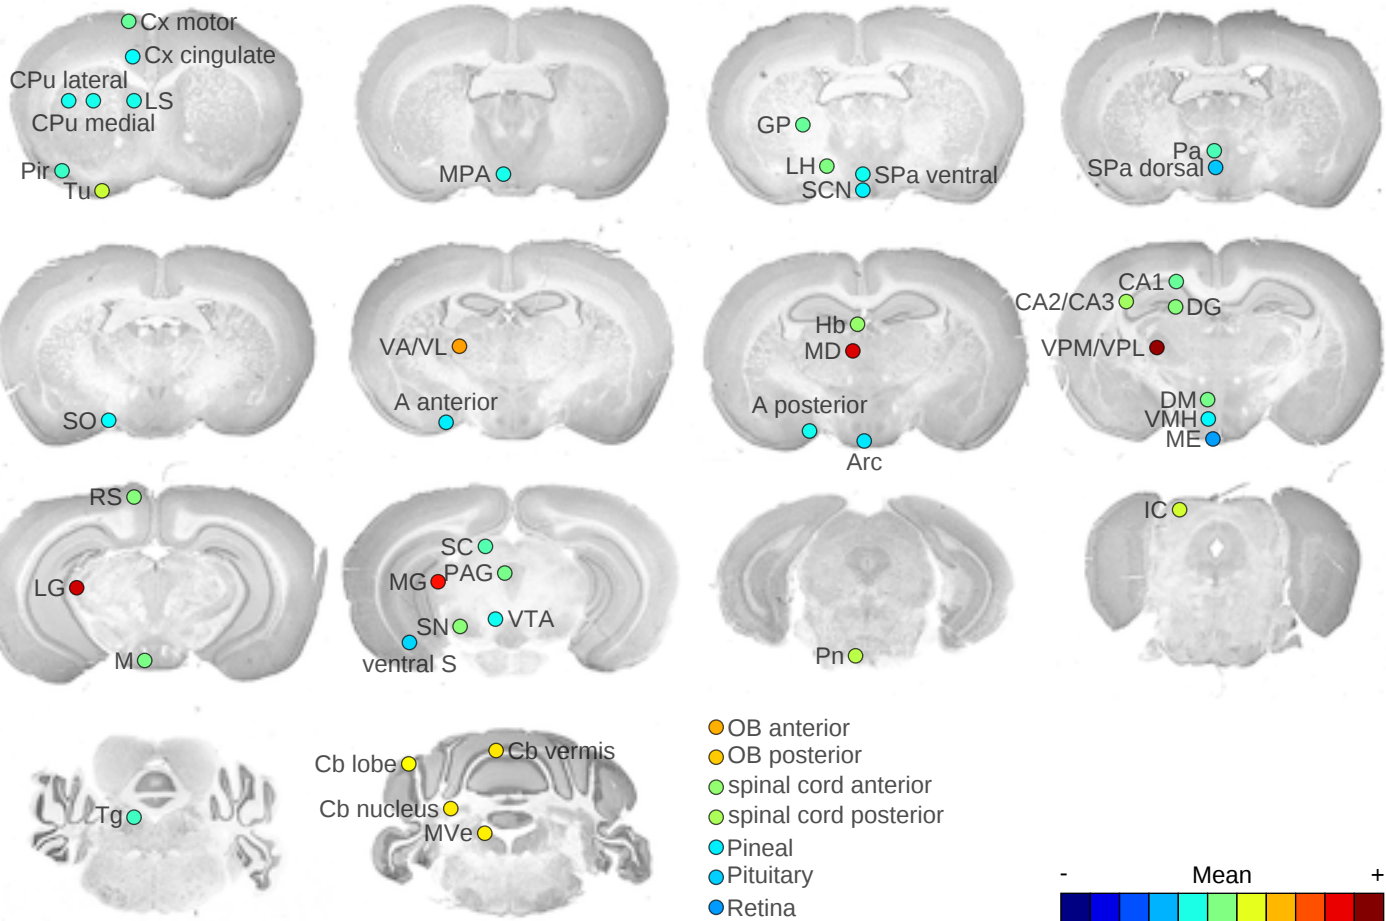 Cx motor
Cx cingulate
CPu lateral
LS
CPu medial
Pir
Tu
MPA
GP
LH
SPa ventral
SCN
Pa
SPa dorsal
SO
VA/VL
A anterior
Hb
MD
A posterior
Arc
CA1
CA2/CA3
DG
VPM/VPL
DM
VMH
ME
RS
LG
M
SC
MG
PAG
SN
VTA
ventral S
Pn
IC
Tg
Cb lobe
Cb vermis
Cb nucleus
MVe
OB anterior
OB posterior
spinal cord anterior
spinal cord posterior
Pineal
Pituitary
Retina
- Mean +